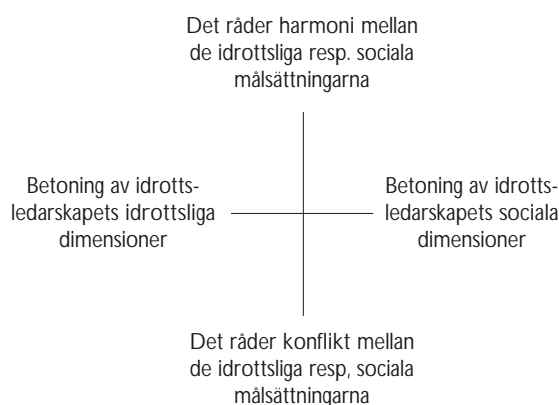 Det råder harmoni mellan
de idrottsliga resp. sociala
målsättningarna
Betoning av idrotts-
ledarskapets idrottsliga
dimensioner
Betoning av idrotts-
ledarskapets sociala
dimensioner
Det råder konflikt mellan
de idrottsliga resp, sociala
målsättningarna